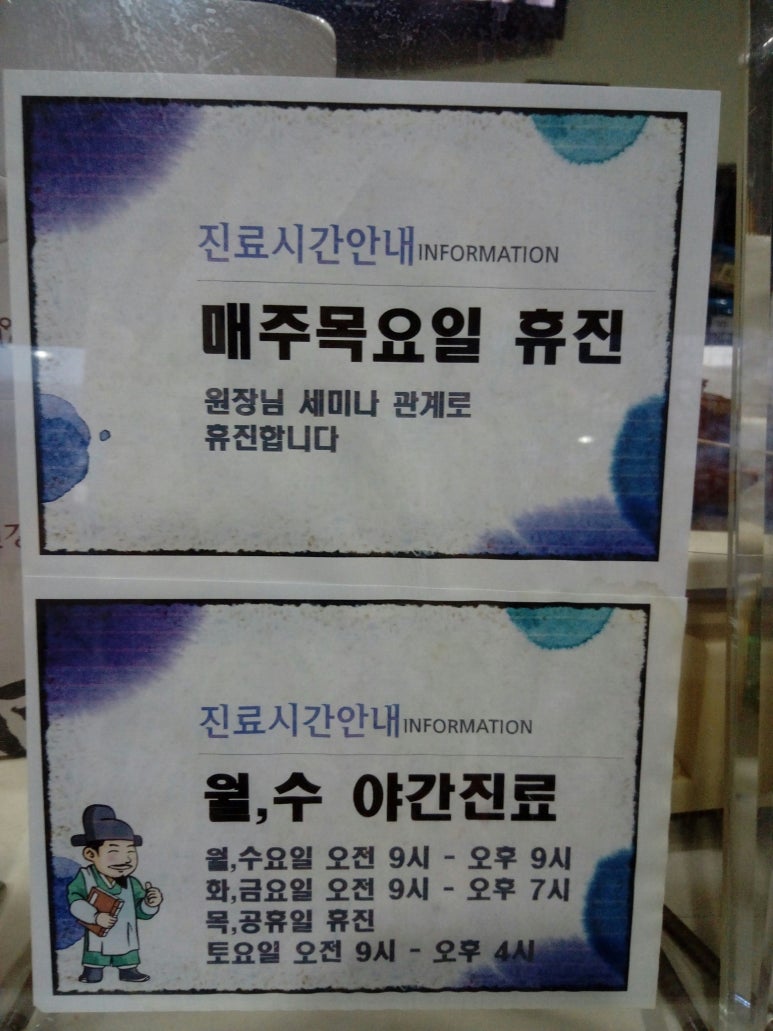 진료시간안내INFORMATION
매주목요일 휴진
원장님 세미나 관계로
휴진합니다
진료시간안내INFORMATION
월,수 야간진료
월,수요일 오전 9시 - 오후 9시
화,금요일 오전 9시 - 오후 7시
목,공휴일 휴진
토요일 오전 9시 - 오후 4시